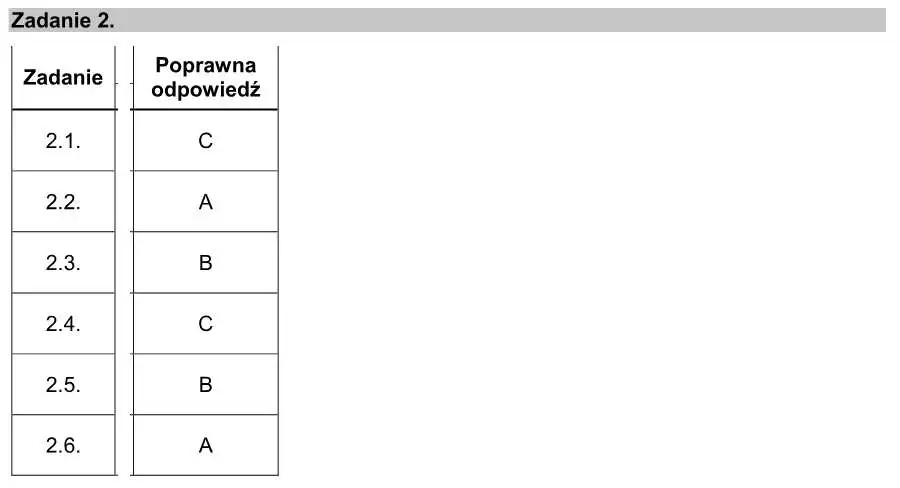 Zadanie 2.
Zadanie Poprawna odpowiedź
2.1. C
2.2. A
2.3. B
2.4. C
2.5. B
2.6. A